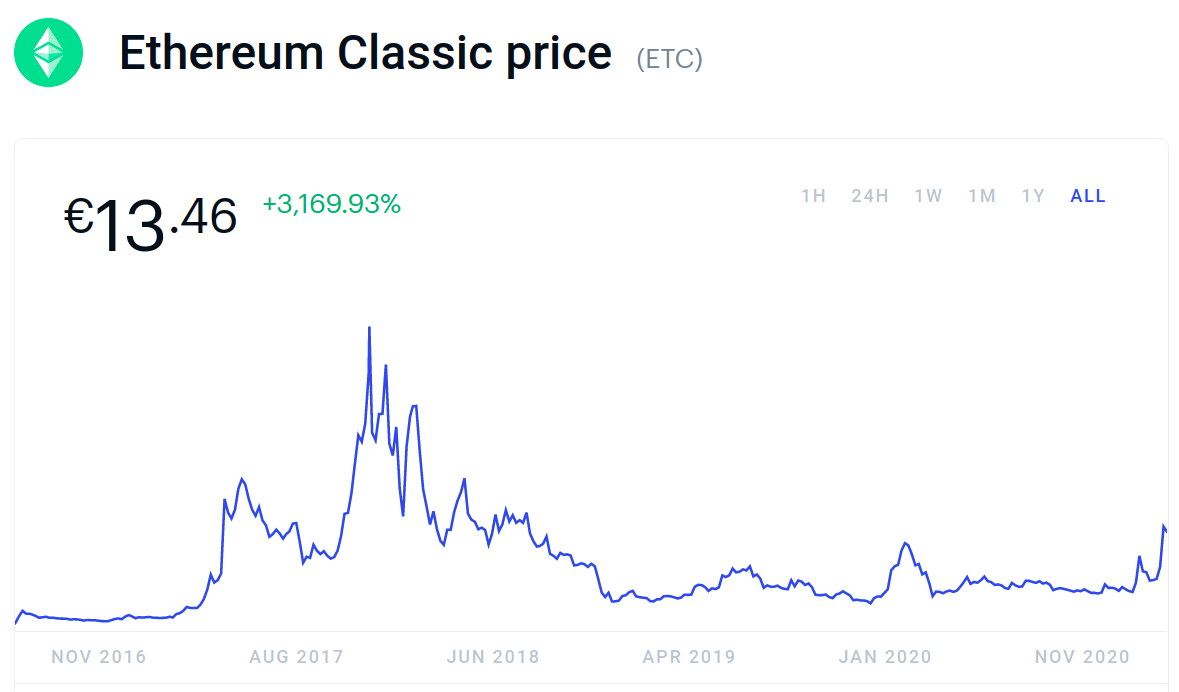 Ethereum Classic price (ETC)
€13.46 +3,169.93% 1H 24H 1W 1M 1Y ALL
NOV 2016 AUG 2017 JUN 2018 APR 2019 JAN 2020 NOV 2020